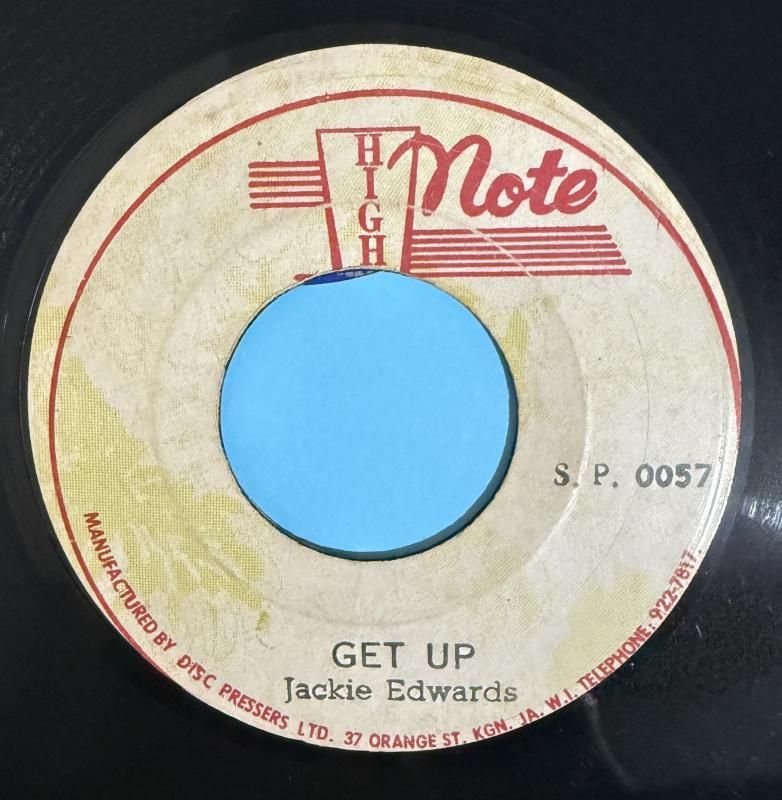 HIGH Note
S. P. 0057
GET UP
Jackie Edwards
MANUFACTURED BY DISC PRESSERS LTD. 37 ORANGE ST. KGN. JA. W.I. TELEPHONE: 922-7817.